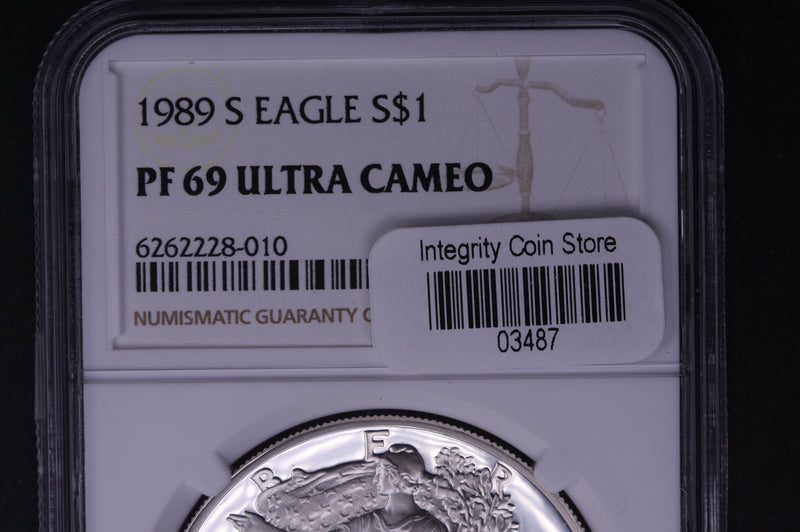 1989 S EAGLE S$1
PF 69 ULTRA CAMEO
6262228-010
NUMISMATIC GUARANTY
Integrity Coin Store
03487
B E R